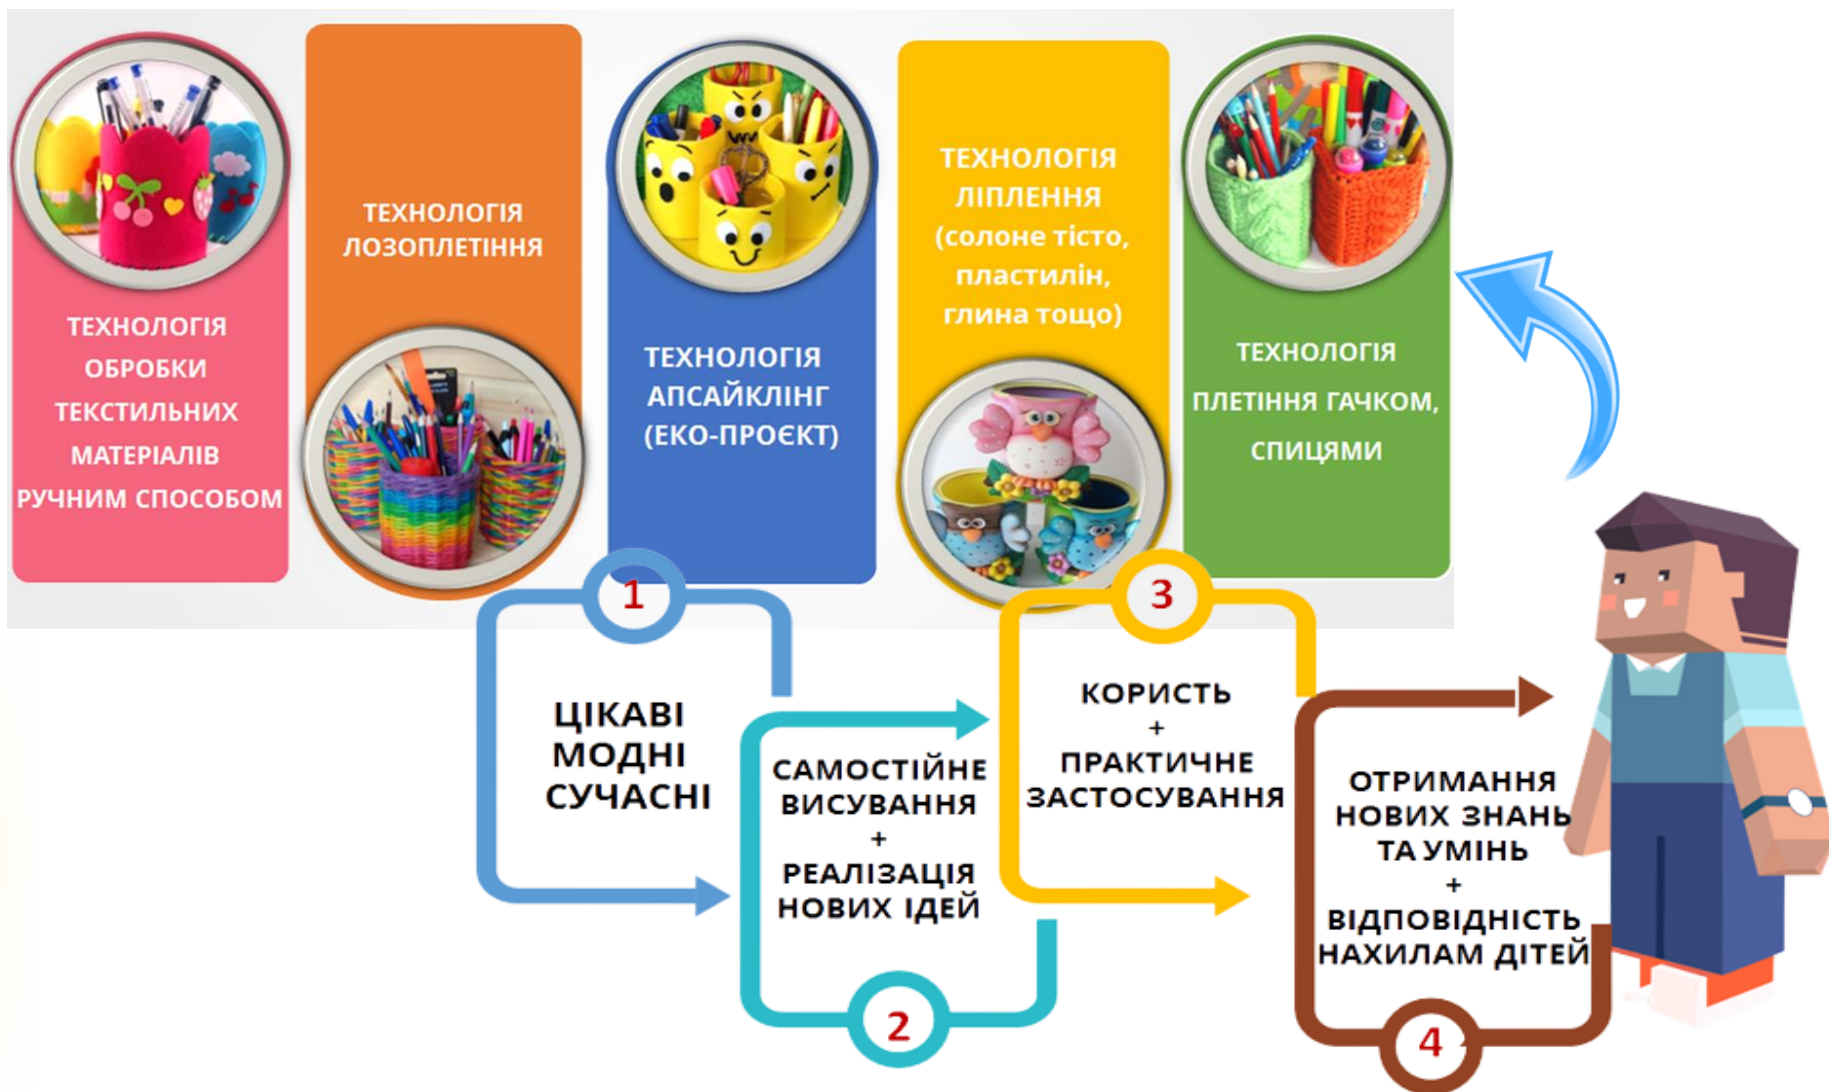 ТЕХНОЛОГІЯ
ОБРОБКИ
ТЕКСТИЛЬНИХ
МАТЕРІАЛІВ
РУЧНИМ СПОСОБОМ
ТЕХНОЛОГІЯ
ЛОЗОПЛЕТІННЯ
ТЕХНОЛОГІЯ
АПСАЙКЛІНГ
(ЕКО-ПРОЄКТ)
ТЕХНОЛОГІЯ
ЛІПЛЕННЯ
(солоне тісто,
пластилін,
глина тощо)
ТЕХНОЛОГІЯ
ПЛЕТІННЯ ГАЧКОМ,
СПИЦЯМИ
1
ЦІКАВІ
МОДНІ
СУЧАСНІ
САМОСТІЙНЕ
ВИСУВАННЯ
+
РЕАЛІЗАЦІЯ
НОВИХ ІДЕЙ
2
3
КОРИСТЬ
+
ПРАКТИЧНЕ
ЗАСТОСУВАННЯ
ОТРИМАННЯ
НОВИХ ЗНАНЬ
ТА УМІНЬ
+
ВІДПОВІДНІСТЬ
НАХИЛАМ ДІТЕЙ
4